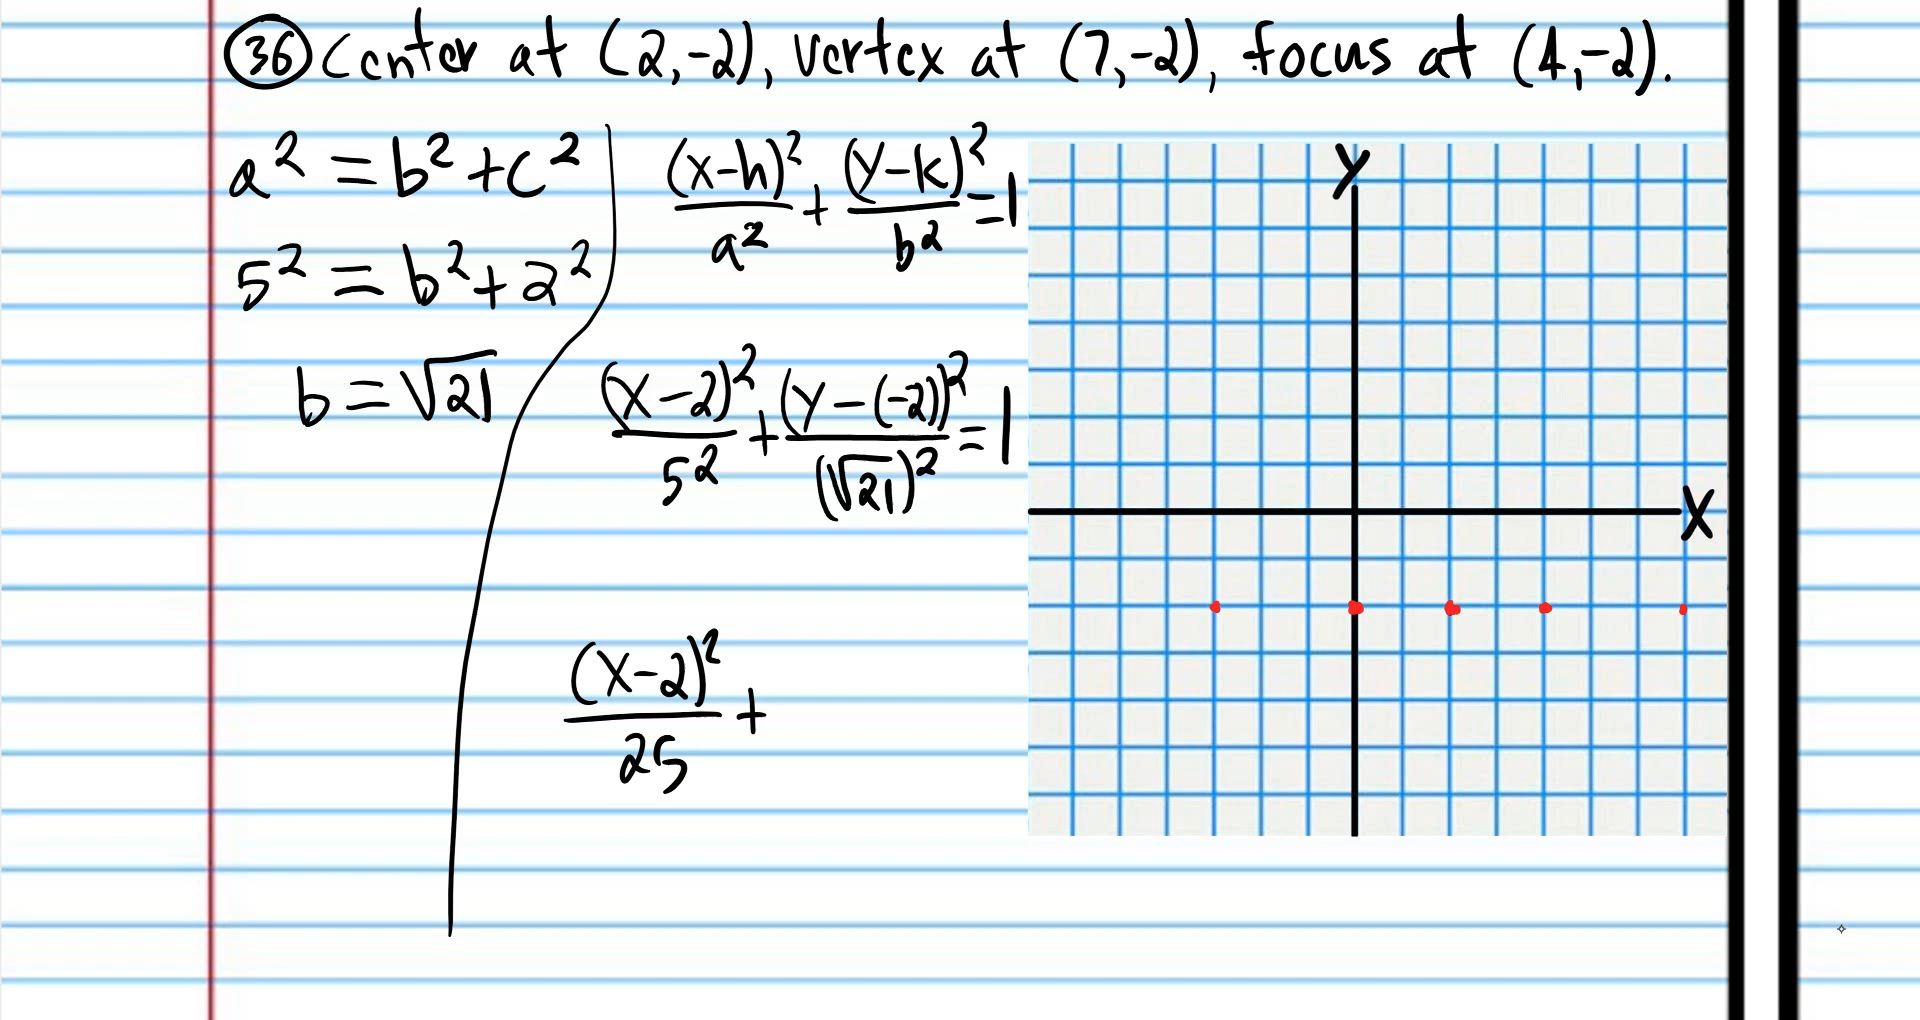 36 Center at (2,-2), vertex at (7,-2), focus at (4,-2).
a² = b² + c²
5² = b² + 2²
b = √21
(x-h)²/a² + (y-k)²/b² = 1
(x-2)²/5² + (y-(-2))²/(√21)² = 1
(x-2)²/25 +
y
x